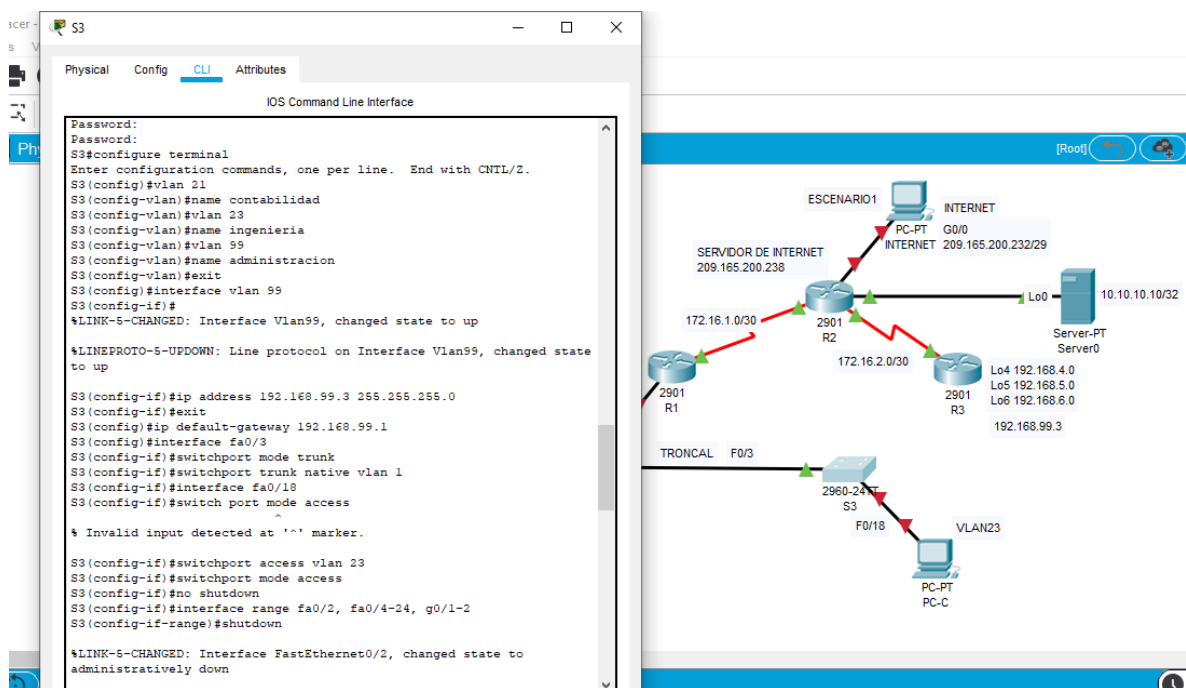 acer -
S3
s V
Physical Config CLI Attributes
IOS Command Line Interface
Password:
Password:
S3#configure terminal
Enter configuration commands, one per line. End with CNTL/Z.
S3(config)#vlan 21
S3(config-vlan)#name contabilidad
S3(config-vlan)#vlan 23
S3(config-vlan)#name ingenieria
S3(config-vlan)#vlan 99
S3(config-vlan)#name administracion
S3(config-vlan)#exit
S3(config)#interface vlan 99
S3(config-if)#
%LINK-5-CHANGED: Interface Vlan99, changed state to up
%LINEPROTO-5-UPDOWN: Line protocol on Interface Vlan99, changed state
to up
S3(config-if)#ip address 192.168.99.3 255.255.255.0
S3(config-if)#exit
S3(config)#ip default-gateway 192.168.99.1
S3(config)#interface fa0/3
S3(config-if)#switchport mode trunk
S3(config-if)#switchport trunk native vlan 1
S3(config-if)#interface fa0/18
S3(config-if)#switch port mode access
^
% Invalid input detected at '^' marker.
S3(config-if)#switchport access vlan 23
S3(config-if)#switchport mode access
S3(config-if)#no shutdown
S3(config-if)#interface range fa0/2, fa0/4-24, g0/1-2
S3(config-if-range)#shutdown
%LINK-5-CHANGED: Interface FastEthernet0/2, changed state to
administratively down
Phy
[Root]
ESCENARIO1
INTERNET
PC-PT
INTERNET
G0/0
209.165.200.232/29
SERVIDOR DE INTERNET
209.165.200.238
Lo0
10.10.10.10/32
Server-PT
Server0
172.16.1.0/30
2901
R2
172.16.2.0/30
2901
R1
2901
R3
Lo4 192.168.4.0
Lo5 192.168.5.0
Lo6 192.168.6.0
192.168.99.3
TRONCAL F0/3
2960-24TT
S3
F0/18
VLAN23
PC-PT
PC-C